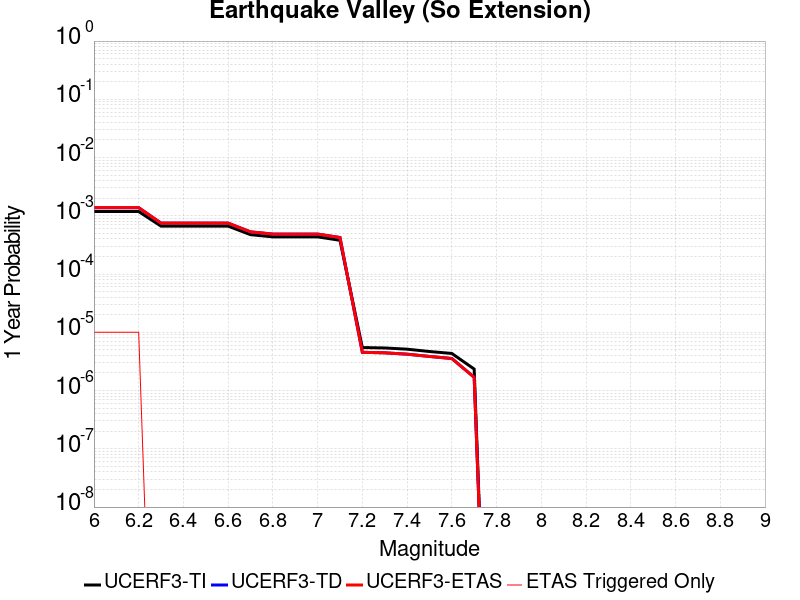 Earthquake Valley (So Extension)
10^0
10^-1
10^-2
10^-3
10^-4
10^-5
10^-6
10^-7
10^-8
1 Year Probability
6 6.2 6.4 6.6 6.8 7 7.2 7.4 7.6 7.8 8 8.2 8.4 8.6 8.8 9
Magnitude
UCERF3-TI UCERF3-TD UCERF3-ETAS ETAS Triggered Only